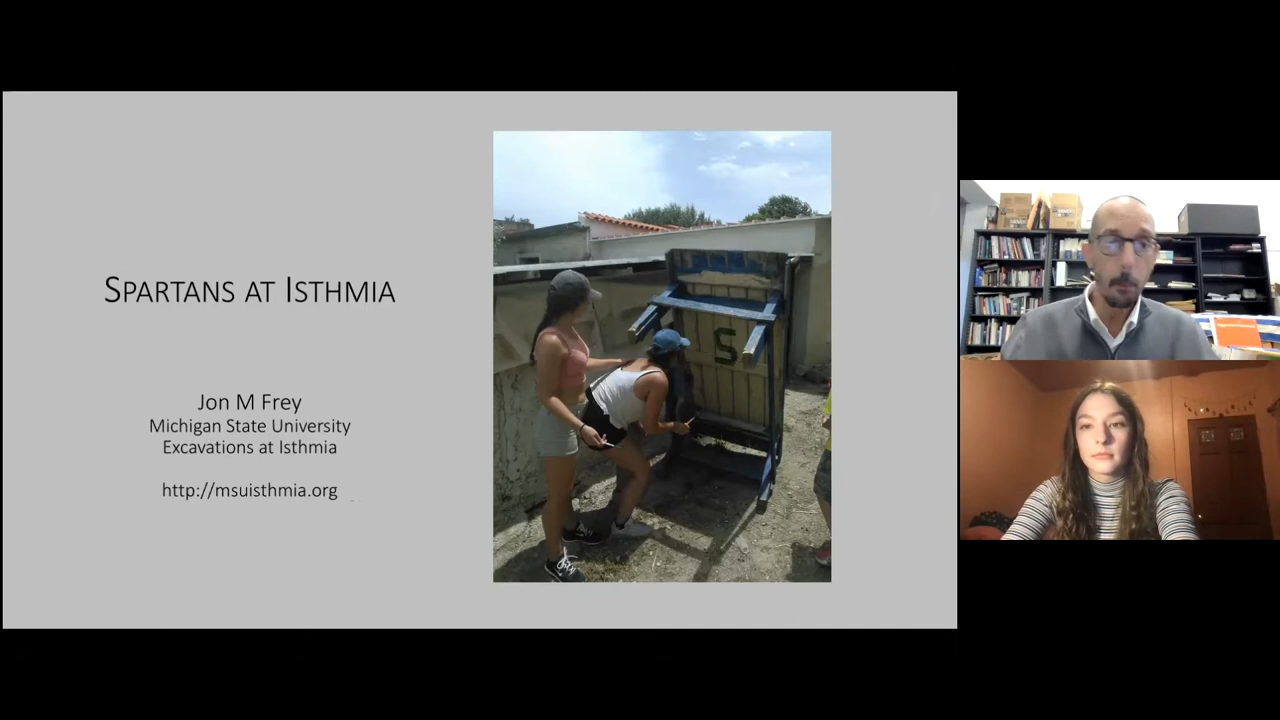 SPARTANS AT ISTHMIA
Jon M Frey
Michigan State University
Excavations at Isthmia
http://msuisthmia.org
S